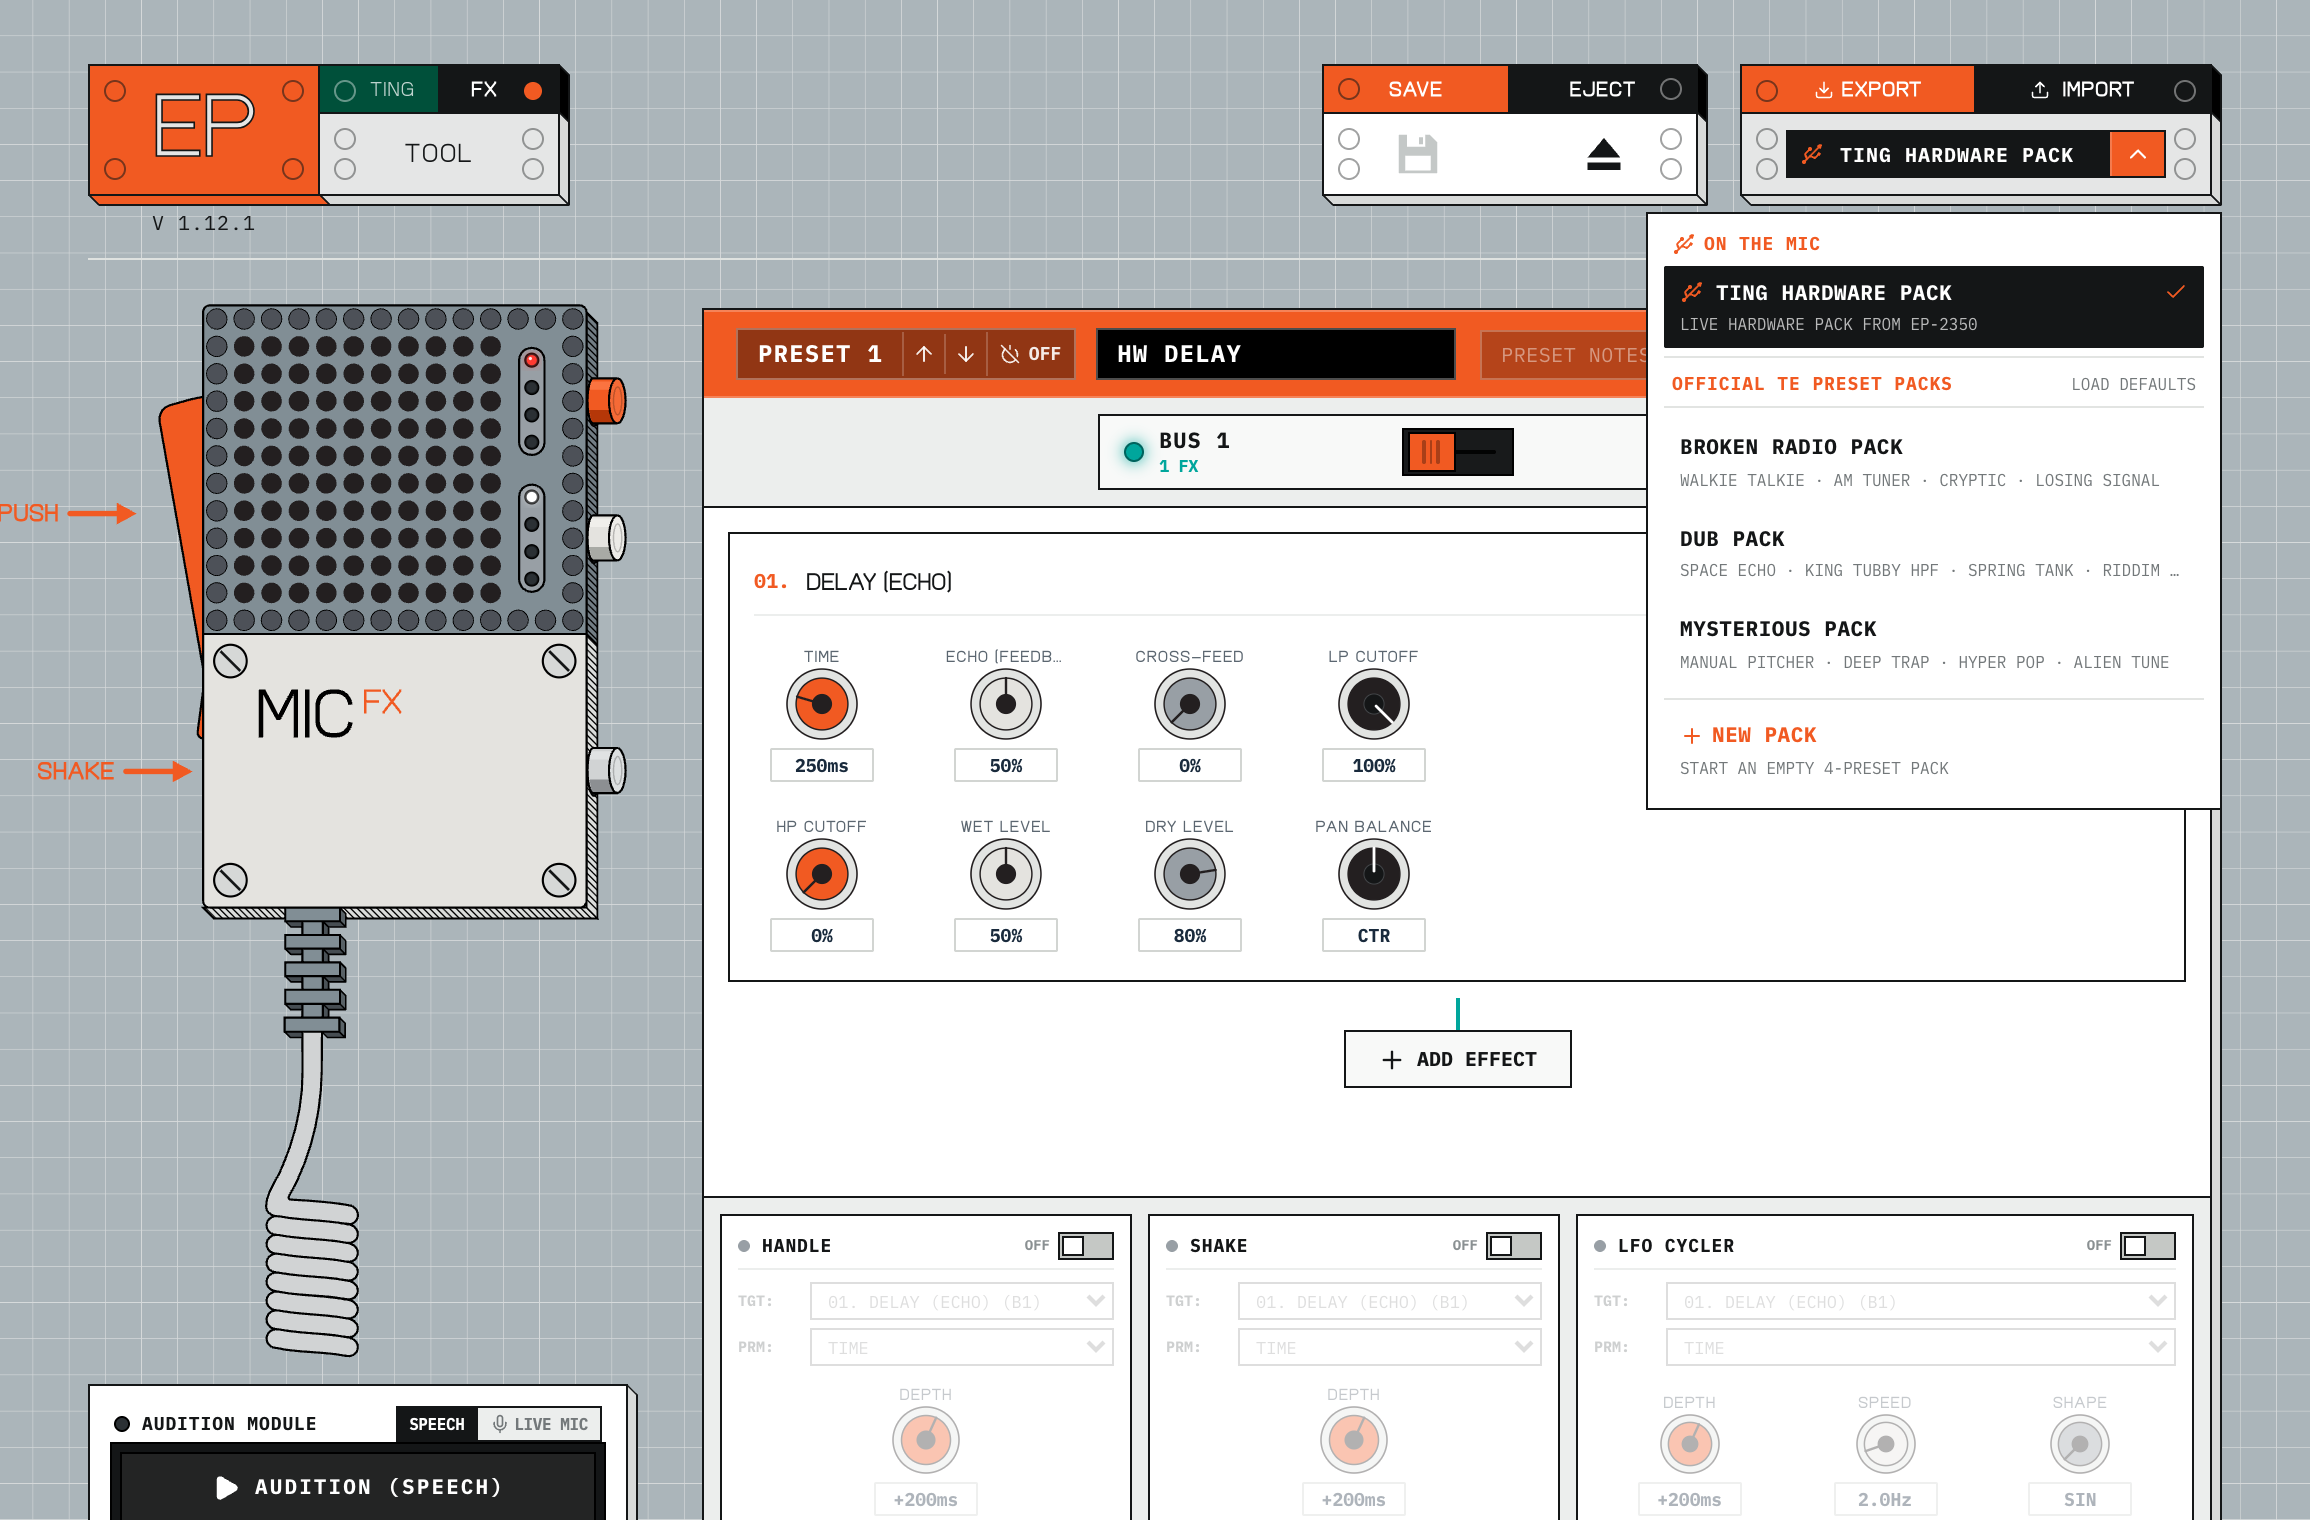 EP
TING
FX
TOOL
V 1.12.1
SAVE
EJECT
EXPORT
IMPORT
TING HARDWARE PACK
ON THE MIC
TING HARDWARE PACK
LIVE HARDWARE PACK FROM EP-2350
OFFICIAL TE PRESET PACKS
LOAD DEFAULTS
BROKEN RADIO PACK
WALKIE TALKIE · AM TUNER · CRYPTIC · LOSING SIGNAL
DUB PACK
SPACE ECHO · KING TUBBY HPF · SPRING TANK · RIDDIM …
MYSTERIOUS PACK
MANUAL PITCHER · DEEP TRAP · HYPER POP · ALIEN TUNE
+ NEW PACK
START AN EMPTY 4-PRESET PACK
PUSH
SHAKE
MIC FX
PRESET 1
OFF
HW DELAY
PRESET NOTES
BUS 1
1 FX
01. DELAY (ECHO)
TIME
ECHO (FEEDB…
CROSS-FEED
LP CUTOFF
250ms
50%
0%
100%
HP CUTOFF
WET LEVEL
DRY LEVEL
PAN BALANCE
0%
50%
80%
CTR
+ ADD EFFECT
HANDLE
OFF
TGT: 01. DELAY (ECHO) (B1)
PRM: TIME
DEPTH
+200ms
SHAKE
OFF
TGT: 01. DELAY (ECHO) (B1)
PRM: TIME
DEPTH
+200ms
LFO CYCLER
OFF
TGT: 01. DELAY (ECHO) (B1)
PRM: TIME
DEPTH
SPEED
SHAPE
+200ms
2.0Hz
SIN
AUDITION MODULE
SPEECH
LIVE MIC
AUDITION (SPEECH)